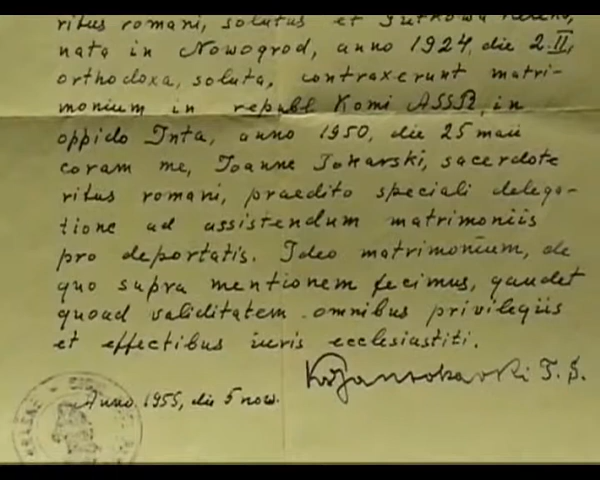 ritus romani, solutus et
nata in Nowogrod, anno 1924, die 2.II,
orthodoxa, soluta, contraxerunt matri-
monium in republ Komi ASSR, in
oppido Inta, anno 1950, die 25 maii
coram me, Joanne Tokarski, sacerdote
ritus romani, praedito speciali delega-
tione ad assistendum matrimoniis
pro deportatis. Ideo matrimonium, de
quo supra mentionem fecimus, gaudet
quoad validitatem omnibus privilegiis
et effectibus iuris ecclesiastiti.
Anno 1955, die 5 nov.